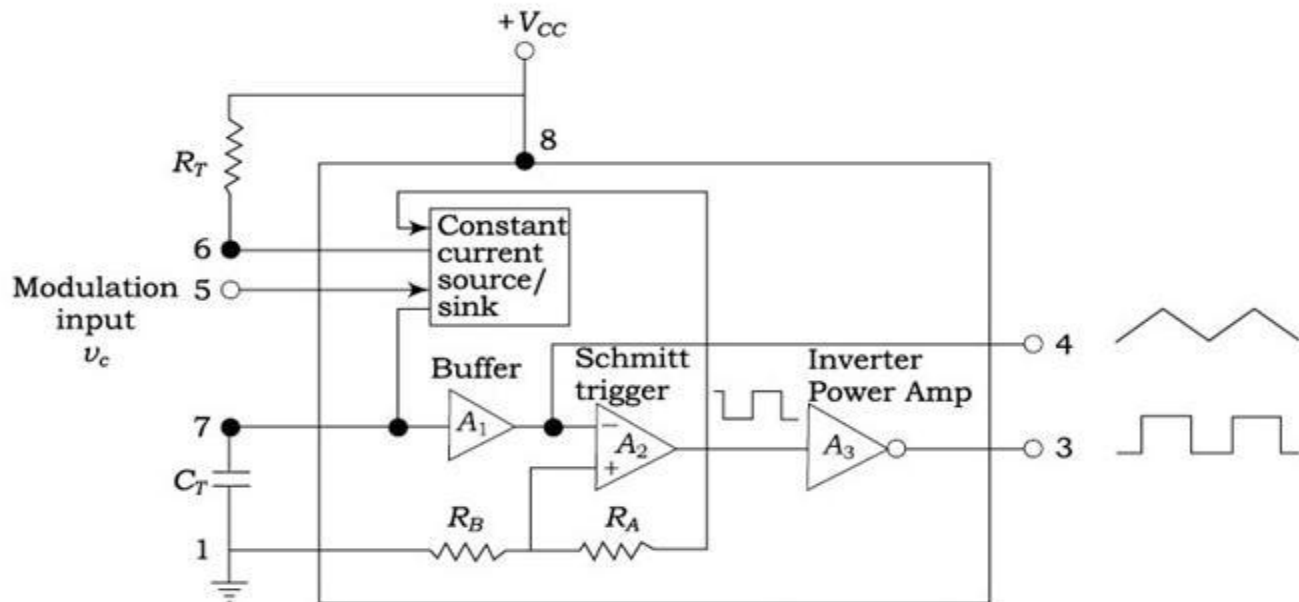 +V_CC
8
R_T
6
Constant
current
source/
sink
Modulation
input
v_c
5
4
Buffer
Schmitt
trigger
Inverter
Power Amp
7
A_1
−
+
A_2
A_3
3
C_T
R_B
R_A
1